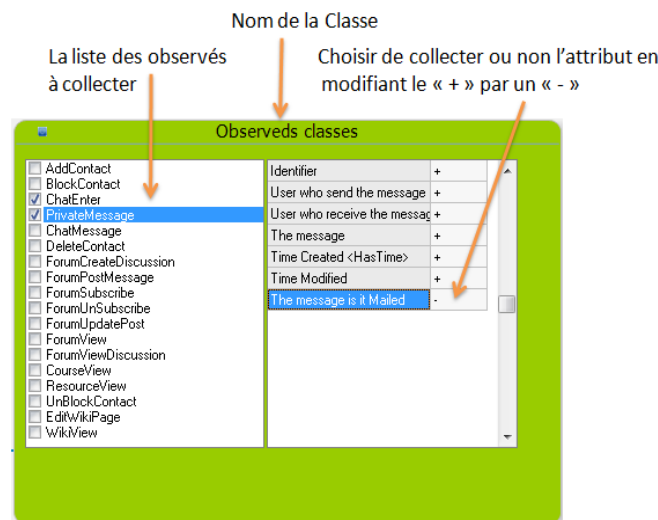 Nom de la Classe
La liste des observés
à collecter
Choisir de collecter ou non l'attribut en
modifiant le « + » par un « - »
Observeds classes
AddContact
BlockContact
ChatEnter
PrivateMessage
ChatMessage
DeleteContact
ForumCreateDiscussion
ForumPostMessage
ForumSubscribe
ForumUnSubscribe
ForumUpdatePost
ForumView
ForumViewDiscussion
CourseView
ResourceView
UnBlockContact
EditWikiPage
WikiView
Identifier +
User who send the message +
User who receive the messag +
The message +
Time Created <HasTime> +
Time Modified +
The message is it Mailed -